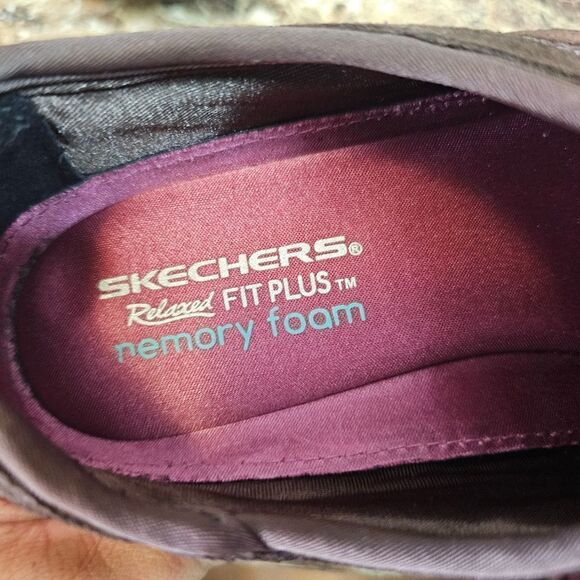 SKECHERS®
Relaxed FIT PLUS™
memory foam